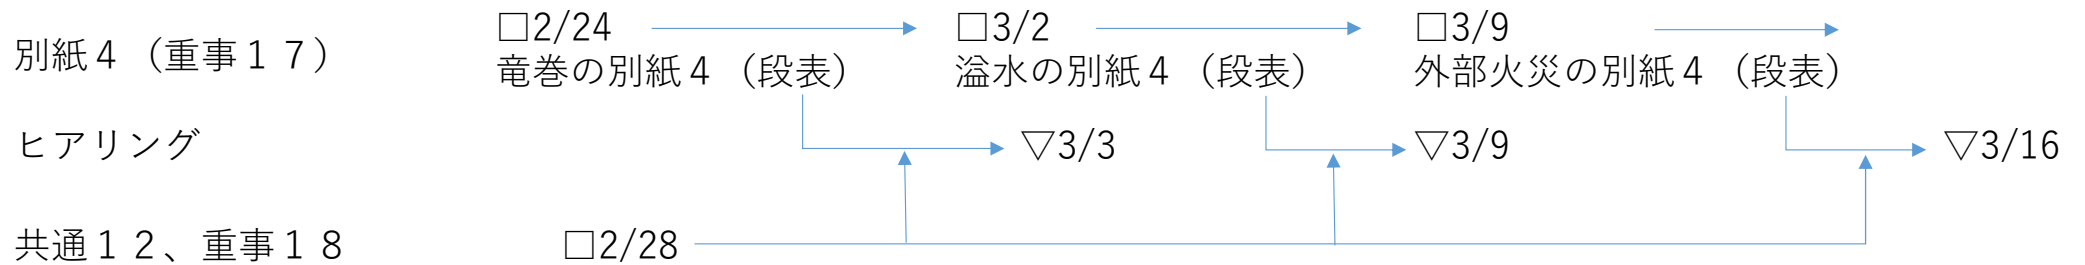 別紙４（重事１７）
□2/24
竜巻の別紙４（段表）
□3/2
溢水の別紙４（段表）
□3/9
外部火災の別紙４（段表）
ヒアリング
▽3/3
▽3/9
▽3/16
共通１２、重事１８
□2/28